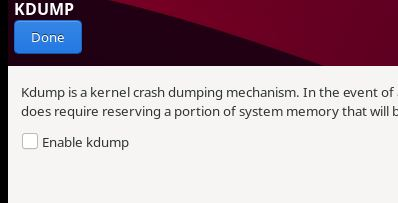 KDUMP
Done
Kdump is a kernel crash dumping mechanism. In the event of
does require reserving a portion of system memory that will b
Enable kdump